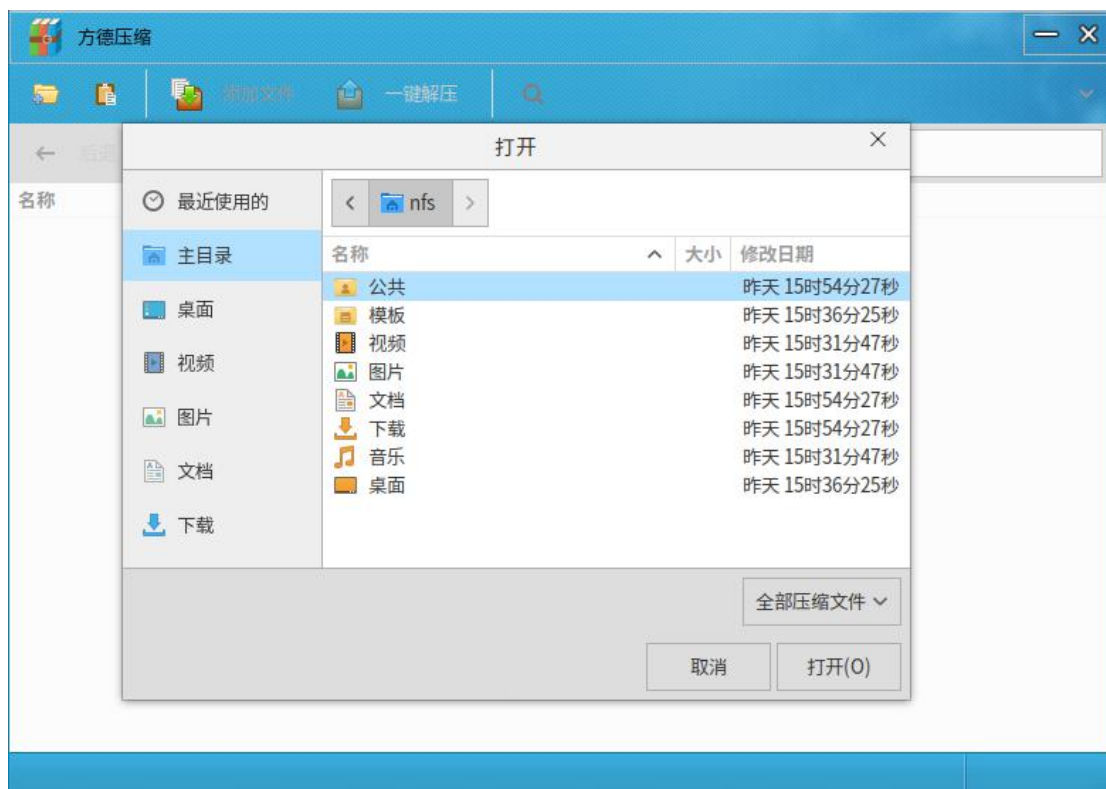 方德压缩
添加文件 一键解压
打开
后退
最近使用的
主目录
桌面
视频
图片
文档
下载
nfs
名称
名称 大小 修改日期
公共 昨天 15时54分27秒
模板 昨天 15时36分25秒
视频 昨天 15时31分47秒
图片 昨天 15时31分47秒
文档 昨天 15时54分27秒
下载 昨天 15时54分27秒
音乐 昨天 15时31分47秒
桌面 昨天 15时36分25秒
全部压缩文件
取消 打开(O)